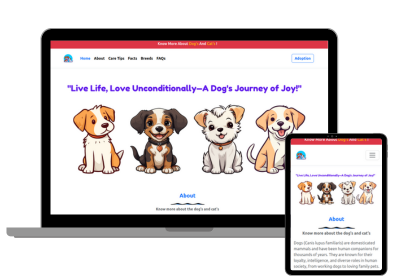 Know More About Dog's And Cat's !
Home About Care Tips Facts Breeds FAQs Adoption
"Live Life, Love Unconditionally—A Dog's Journey of Joy!"
About
Know more about the dog's and cat's
Know More About Dog's And Cat's !
"Live Life, Love Unconditionally—A Dog's Journey of Joy!"
About
Know more about the dog's and cat's
Dogs (Canis lupus familiaris) are domesticated
mammals and have been human companions for
thousands of years. They are known for their
loyalty, intelligence, and diverse roles in human
society. From working dogs to loving family pets,